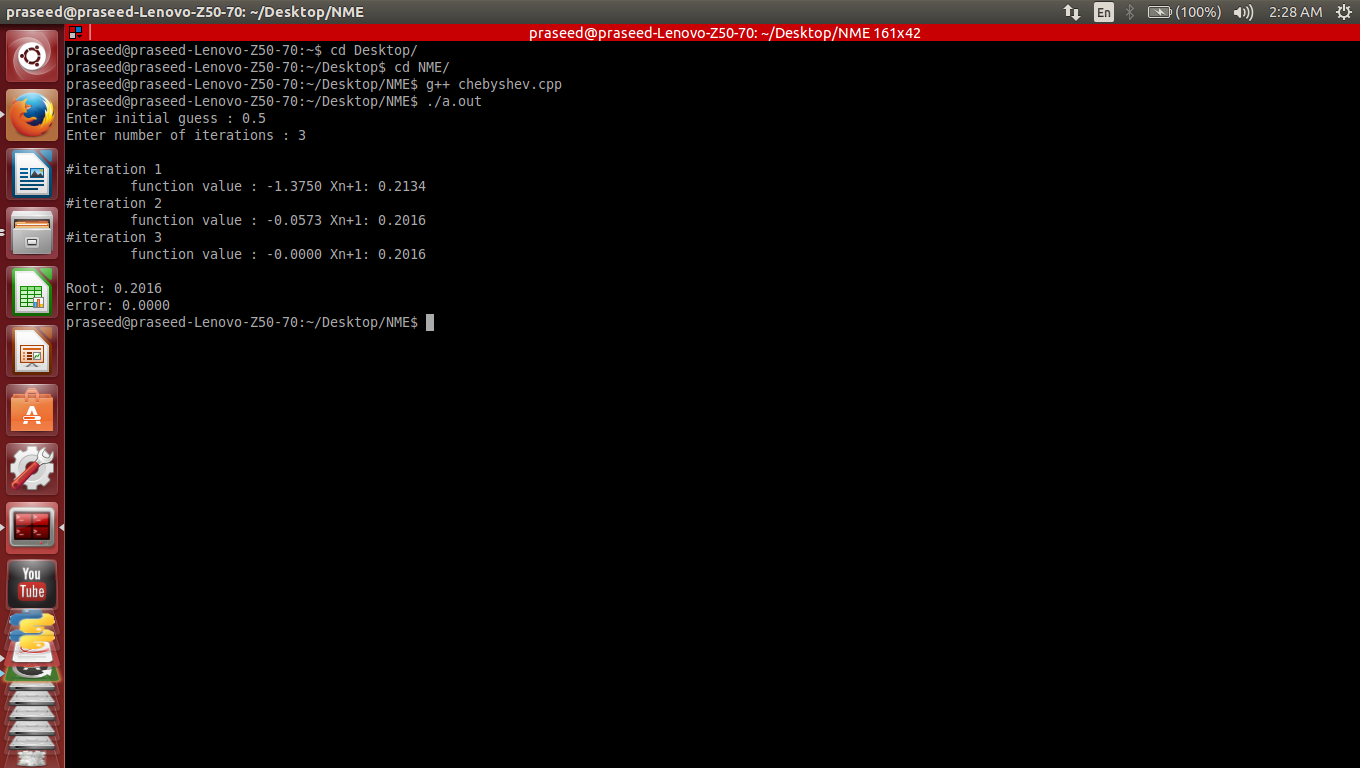 praseed@praseed-Lenovo-Z50-70: ~/Desktop/NME
En
(100%)
2:28 AM
praseed@praseed-Lenovo-Z50-70: ~/Desktop/NME 161x42
praseed@praseed-Lenovo-Z50-70:~$ cd Desktop/
praseed@praseed-Lenovo-Z50-70:~/Desktop$ cd NME/
praseed@praseed-Lenovo-Z50-70:~/Desktop/NME$ g++ chebyshev.cpp
praseed@praseed-Lenovo-Z50-70:~/Desktop/NME$ ./a.out
Enter initial guess : 0.5
Enter number of iterations : 3
#iteration 1
function value : -1.3750 Xn+1: 0.2134
#iteration 2
function value : -0.0573 Xn+1: 0.2016
#iteration 3
function value : -0.0000 Xn+1: 0.2016
Root: 0.2016
error: 0.0000
praseed@praseed-Lenovo-Z50-70:~/Desktop/NME$
You
Tube